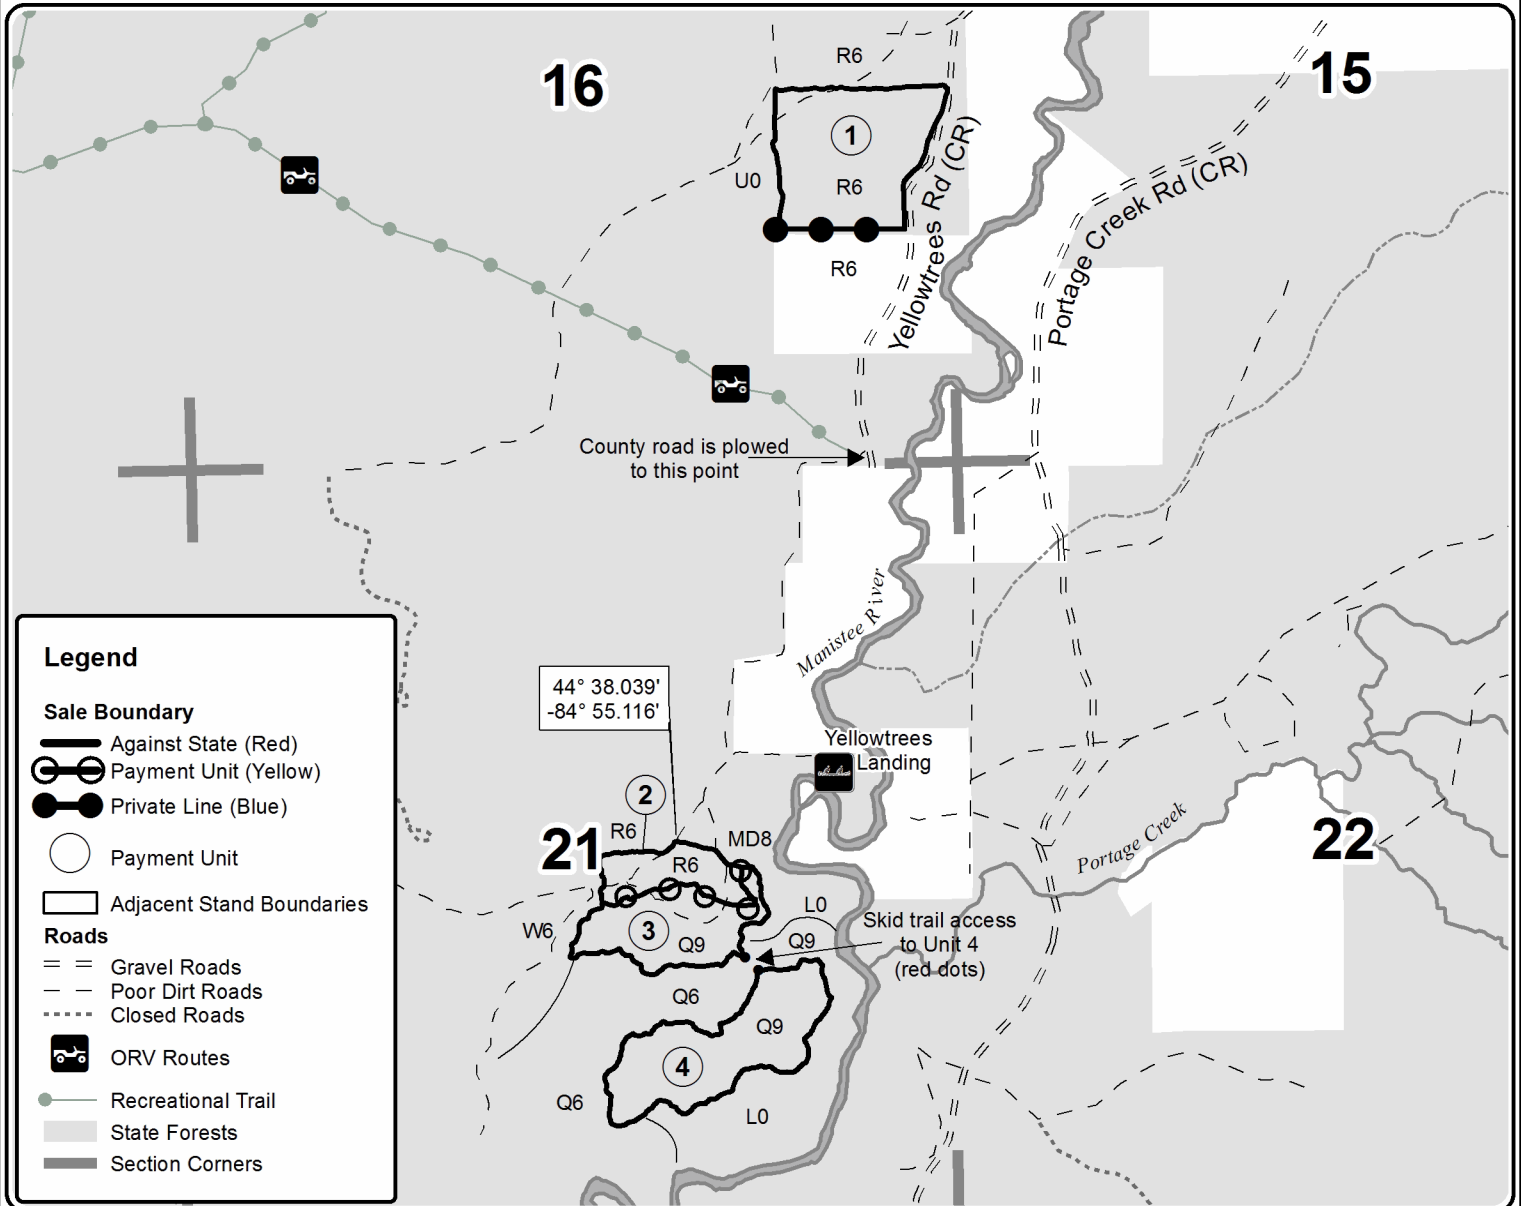 16
15
R6
1
U0
R6
R6
Yellowtrees Rd (CR)
Portage Creek Rd (CR)
County road is plowed
to this point
Manistee River
44° 38.039'
-84° 55.116'
Yellowtrees
Landing
2
R6
21
MD8
R6
Portage Creek
22
W6
3
Q9
L0
Q9
Skid trail access
to Unit 4
(red dots)
Q6
Q9
4
Q6
L0
Legend
Sale Boundary
Against State (Red)
Payment Unit (Yellow)
Private Line (Blue)
Payment Unit
Adjacent Stand Boundaries
Roads
Gravel Roads
Poor Dirt Roads
Closed Roads
ORV Routes
Recreational Trail
State Forests
Section Corners